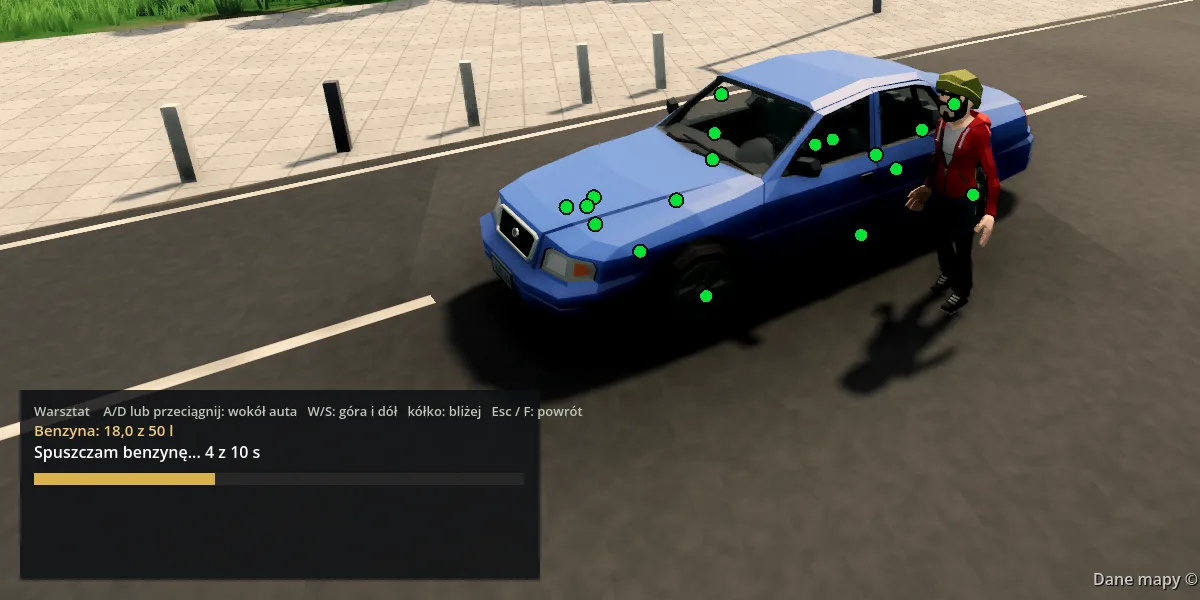 Warsztat A/D lub przeciągnij: wokół auta W/S: góra i dół kółko: bliżej Esc / F: powrót
Benzyna: 18,0 z 50 l
Spuszczam benzynę... 4 z 10 s
Dane mapy ©